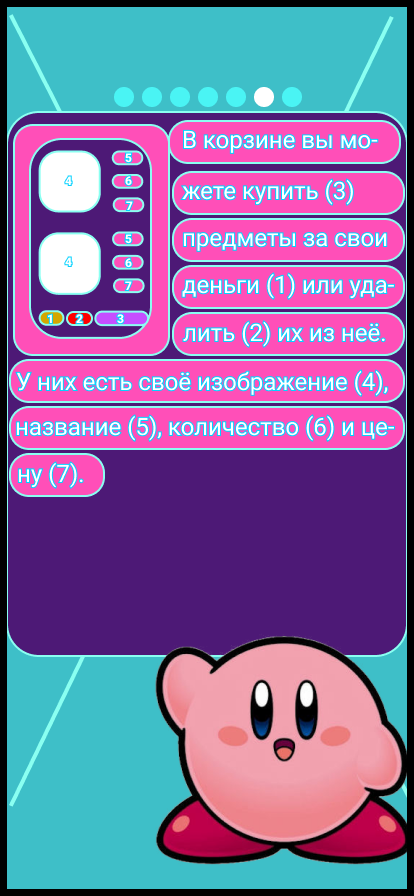 В корзине вы мо-
жете купить (3)
предметы за свои
деньги (1) или уда-
лить (2) их из неё.
У них есть своё изображение (4),
название (5), количество (6) и це-
ну (7).
4
5
6
7
4
5
6
7
1 2 3